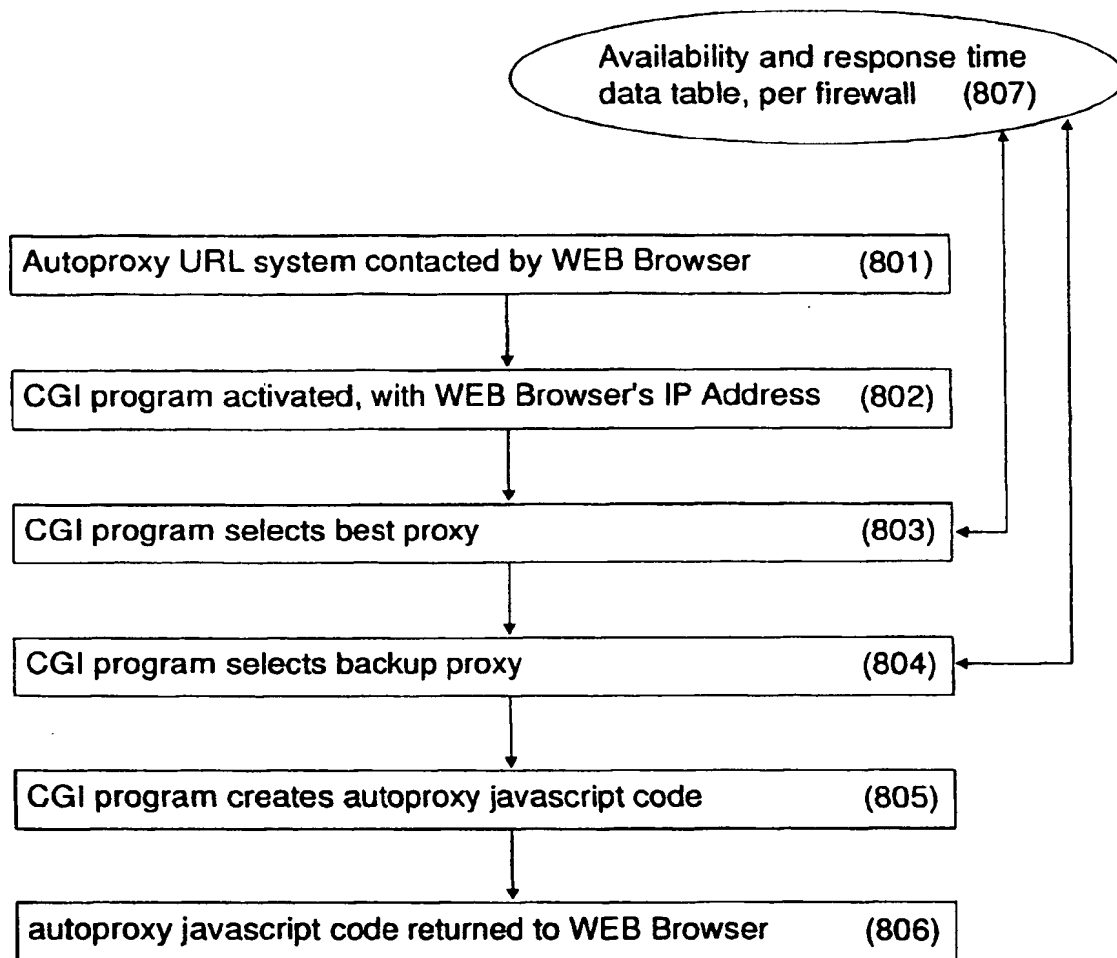 Availability and response time
data table, per firewall (807)
Autoproxy URL system contacted by WEB Browser (801)
CGI program activated, with WEB Browser's IP Address (802)
CGI program selects best proxy (803)
CGI program selects backup proxy (804)
CGI program creates autoproxy javascript code (805)
autoproxy javascript code returned to WEB Browser (806)